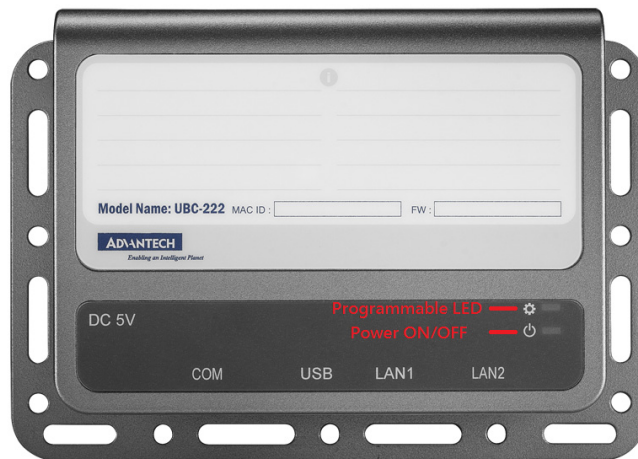 i
Model Name: UBC-222 MAC ID : FW :
ADVANTECH
Enabling an Intelligent Planet
Programmable LED
DC 5V
Power ON/OFF
COM USB LAN1 LAN2